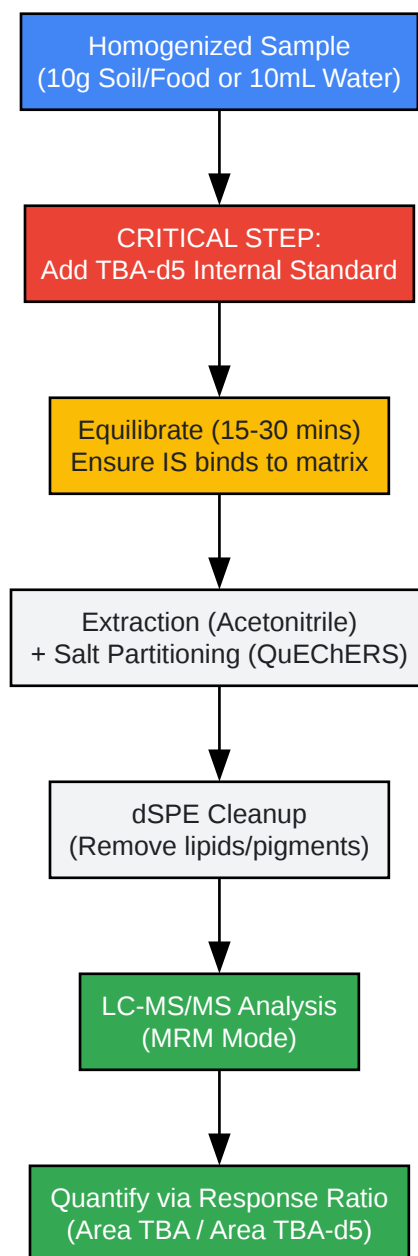 Homogenized Sample
(10g Soil/Food or 10mL Water)
CRITICAL STEP:
Add TBA-d5 Internal Standard
Equilibrate (15-30 mins)
Ensure IS binds to matrix
Extraction (Acetonitrile)
+ Salt Partitioning (QuEChERS)
dSPE Cleanup
(Remove lipids/pigments)
LC-MS/MS Analysis
(MRM Mode)
Quantify via Response Ratio
(Area TBA / Area TBA-d5)